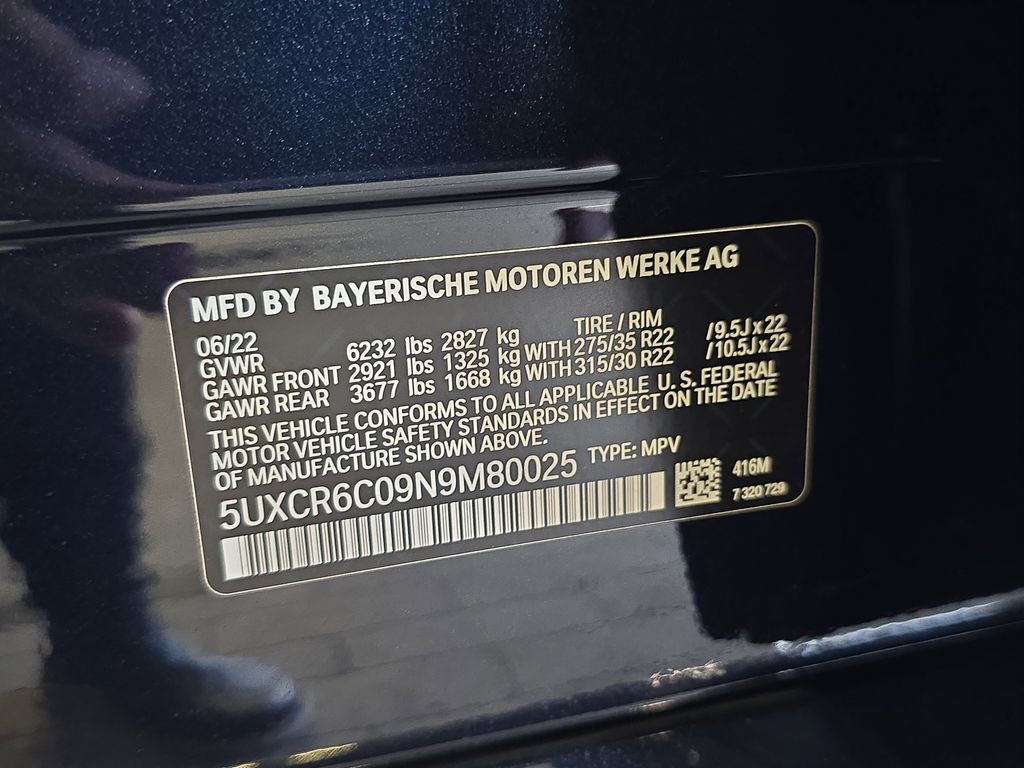 MFD BY BAYERISCHE MOTOREN WERKE AG
06/22 TIRE / RIM
GVWR 6232 lbs 2827 kg
GAWR FRONT 2921 lbs 1325 kg WITH 275/35 R22 /9.5J x 22
GAWR REAR 3677 lbs 1668 kg WITH 315/30 R22 /10.5J x 22
THIS VEHICLE CONFORMS TO ALL APPLICABLE U. S. FEDERAL
MOTOR VEHICLE SAFETY STANDARDS IN EFFECT ON THE DATE
OF MANUFACTURE SHOWN ABOVE.
5UXCR6C09N9M80025 TYPE: MPV
416M
7 320 729